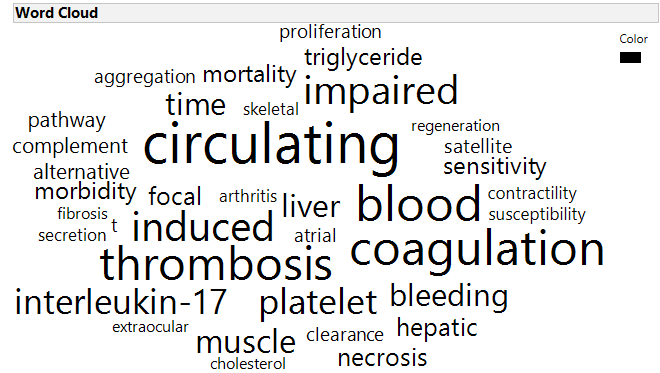 Word Cloud
proliferation
Color
triglyceride
aggregation
mortality
impaired
time
skeletal
pathway
circulating
regeneration
complement
satellite
alternative
sensitivity
morbidity
focal
arthritis
liver
blood
contractility
fibrosis
t
induced
susceptibility
secretion
atrial
coagulation
thrombosis
interleukin-17
platelet
bleeding
extraocular
muscle
clearance
hepatic
cholesterol
necrosis